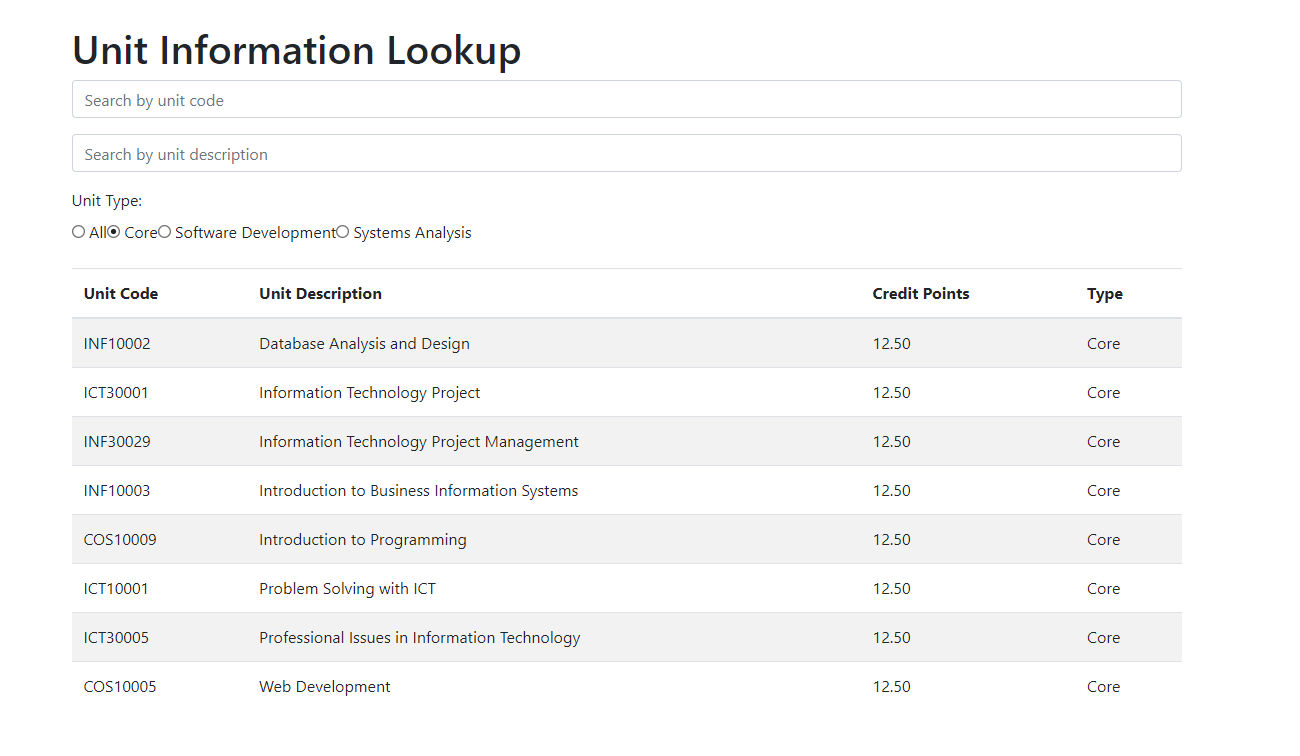 Unit Information Lookup
Search by unit code
Search by unit description
Unit Type:
All Core Software Development Systems Analysis
Unit Code Unit Description Credit Points Type
INF10002 Database Analysis and Design 12.50 Core
ICT30001 Information Technology Project 12.50 Core
INF30029 Information Technology Project Management 12.50 Core
INF10003 Introduction to Business Information Systems 12.50 Core
COS10009 Introduction to Programming 12.50 Core
ICT10001 Problem Solving with ICT 12.50 Core
ICT30005 Professional Issues in Information Technology 12.50 Core
COS10005 Web Development 12.50 Core